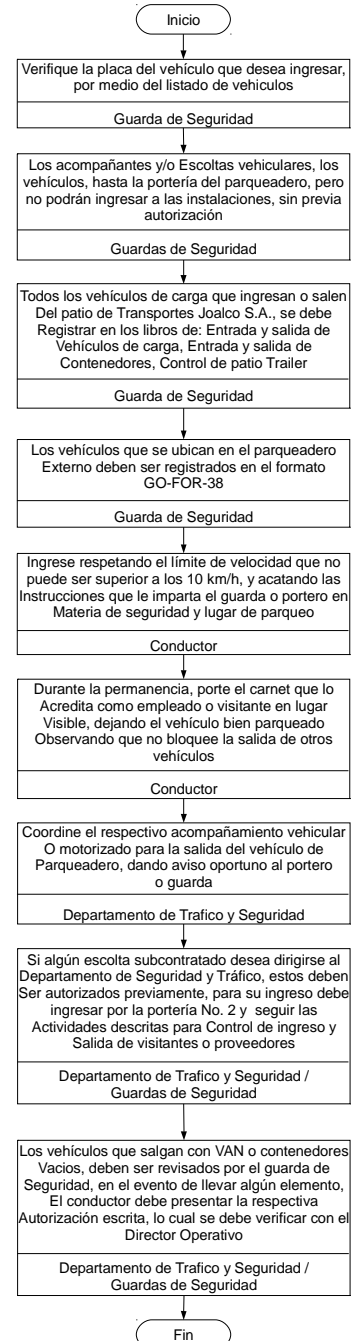 Inicio
Verifique la placa del vehículo que desea ingresar,
por medio del listado de vehiculos
Guarda de Seguridad
Los acompañantes y/o Escoltas vehiculares, los
vehículos, hasta la portería del parqueadero, pero
no podrán ingresar a las instalaciones, sin previa
autorización
Guardas de Seguridad
Todos los vehículos de carga que ingresan o salen
Del patio de Transportes Joalco S.A., se debe
Registrar en los libros de: Entrada y salida de
Vehículos de carga, Entrada y salida de
Contenedores, Control de patio Trailer
Guarda de Seguridad
Los vehículos que se ubican en el parqueadero
Externo deben ser registrados en el formato
GO-FOR-38
Guarda de Seguridad
Ingrese respetando el límite de velocidad que no
puede ser superior a los 10 km/h, y acatando las
Instrucciones que le imparta el guarda o portero en
Materia de seguridad y lugar de parqueo
Conductor
Durante la permanencia, porte el carnet que lo
Acredita como empleado o visitante en lugar
Visible, dejando el vehículo bien parqueado
Observando que no bloquee la salida de otros
vehículos
Conductor
Coordine el respectivo acompañamiento vehicular
O motorizado para la salida del vehículo de
Parqueadero, dando aviso oportuno al portero
o guarda
Departamento de Trafico y Seguridad
Si algún escolta subcontratado desea dirigirse al
Departamento de Seguridad y Tráfico, estos deben
Ser autorizados previamente, para su ingreso debe
ingresar por la portería No. 2 y seguir las
Actividades descritas para Control de ingreso y
Salida de visitantes o proveedores
Departamento de Trafico y Seguridad /
Guardas de Seguridad
Los vehículos que salgan con VAN o contenedores
Vacios, deben ser revisados por el guarda de
Seguridad, en el evento de llevar algún elemento,
El conductor debe presentar la respectiva
Autorización escrita, lo cual se debe verificar con el
Director Operativo
Departamento de Trafico y Seguridad /
Guardas de Seguridad
Fin